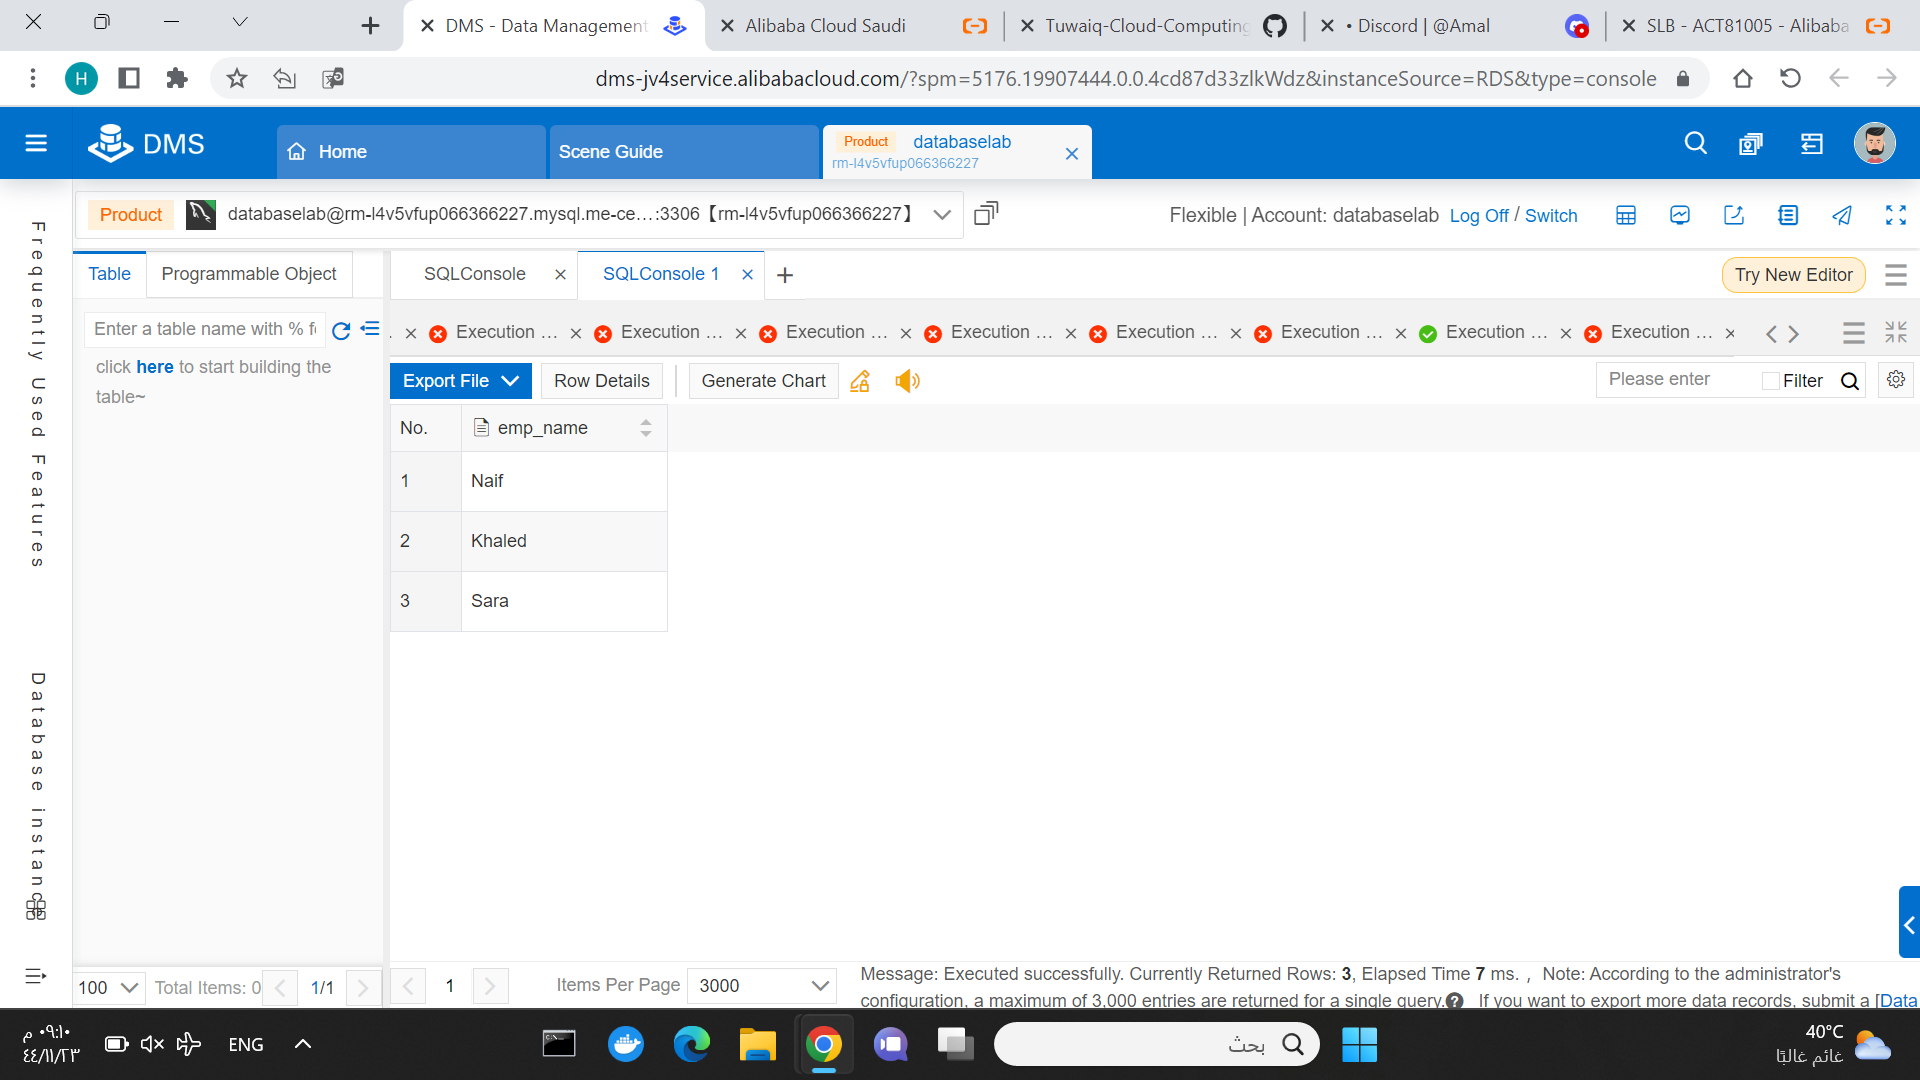 DMS - Data Management
Alibaba Cloud Saudi
Tuwaiq-Cloud-Computing
• Discord | @Amal
SLB - ACT81005 - Alibaba
H
dms-jv4service.alibabacloud.com/?spm=5176.19907444.0.0.4cd87d33zlkWdz&instanceSource=RDS&type=console
DMS
Home
Scene Guide
Product databaselab
rm-l4v5vfup066366227
Product databaselab@rm-l4v5vfup066366227.mysql.me-ce...:3306【rm-l4v5vfup066366227】
Flexible | Account: databaselab Log Off / Switch
Frequently Used Features
Database instance
Table
Programmable Object
SQLConsole
SQLConsole 1
Try New Editor
Enter a table name with % f
click here to start building the
table~
Execution ...
Execution ...
Execution ...
Execution ...
Execution ...
Execution ...
Execution ...
Execution ...
Export File
Row Details
Generate Chart
Please enter
Filter
No. emp_name
1 Naif
2 Khaled
3 Sara
100 Total Items: 0 1/1
1
Items Per Page 3000
Message: Executed successfully. Currently Returned Rows: 3, Elapsed Time 7 ms. , Note: According to the administrator's
configuration, a maximum of 3,000 entries are returned for a single query. If you want to export more data records, submit a [Data
٠٩:١٠ م
٤٤/١١/٢٣
ENG
بحث
40°C
غائم غالبًا